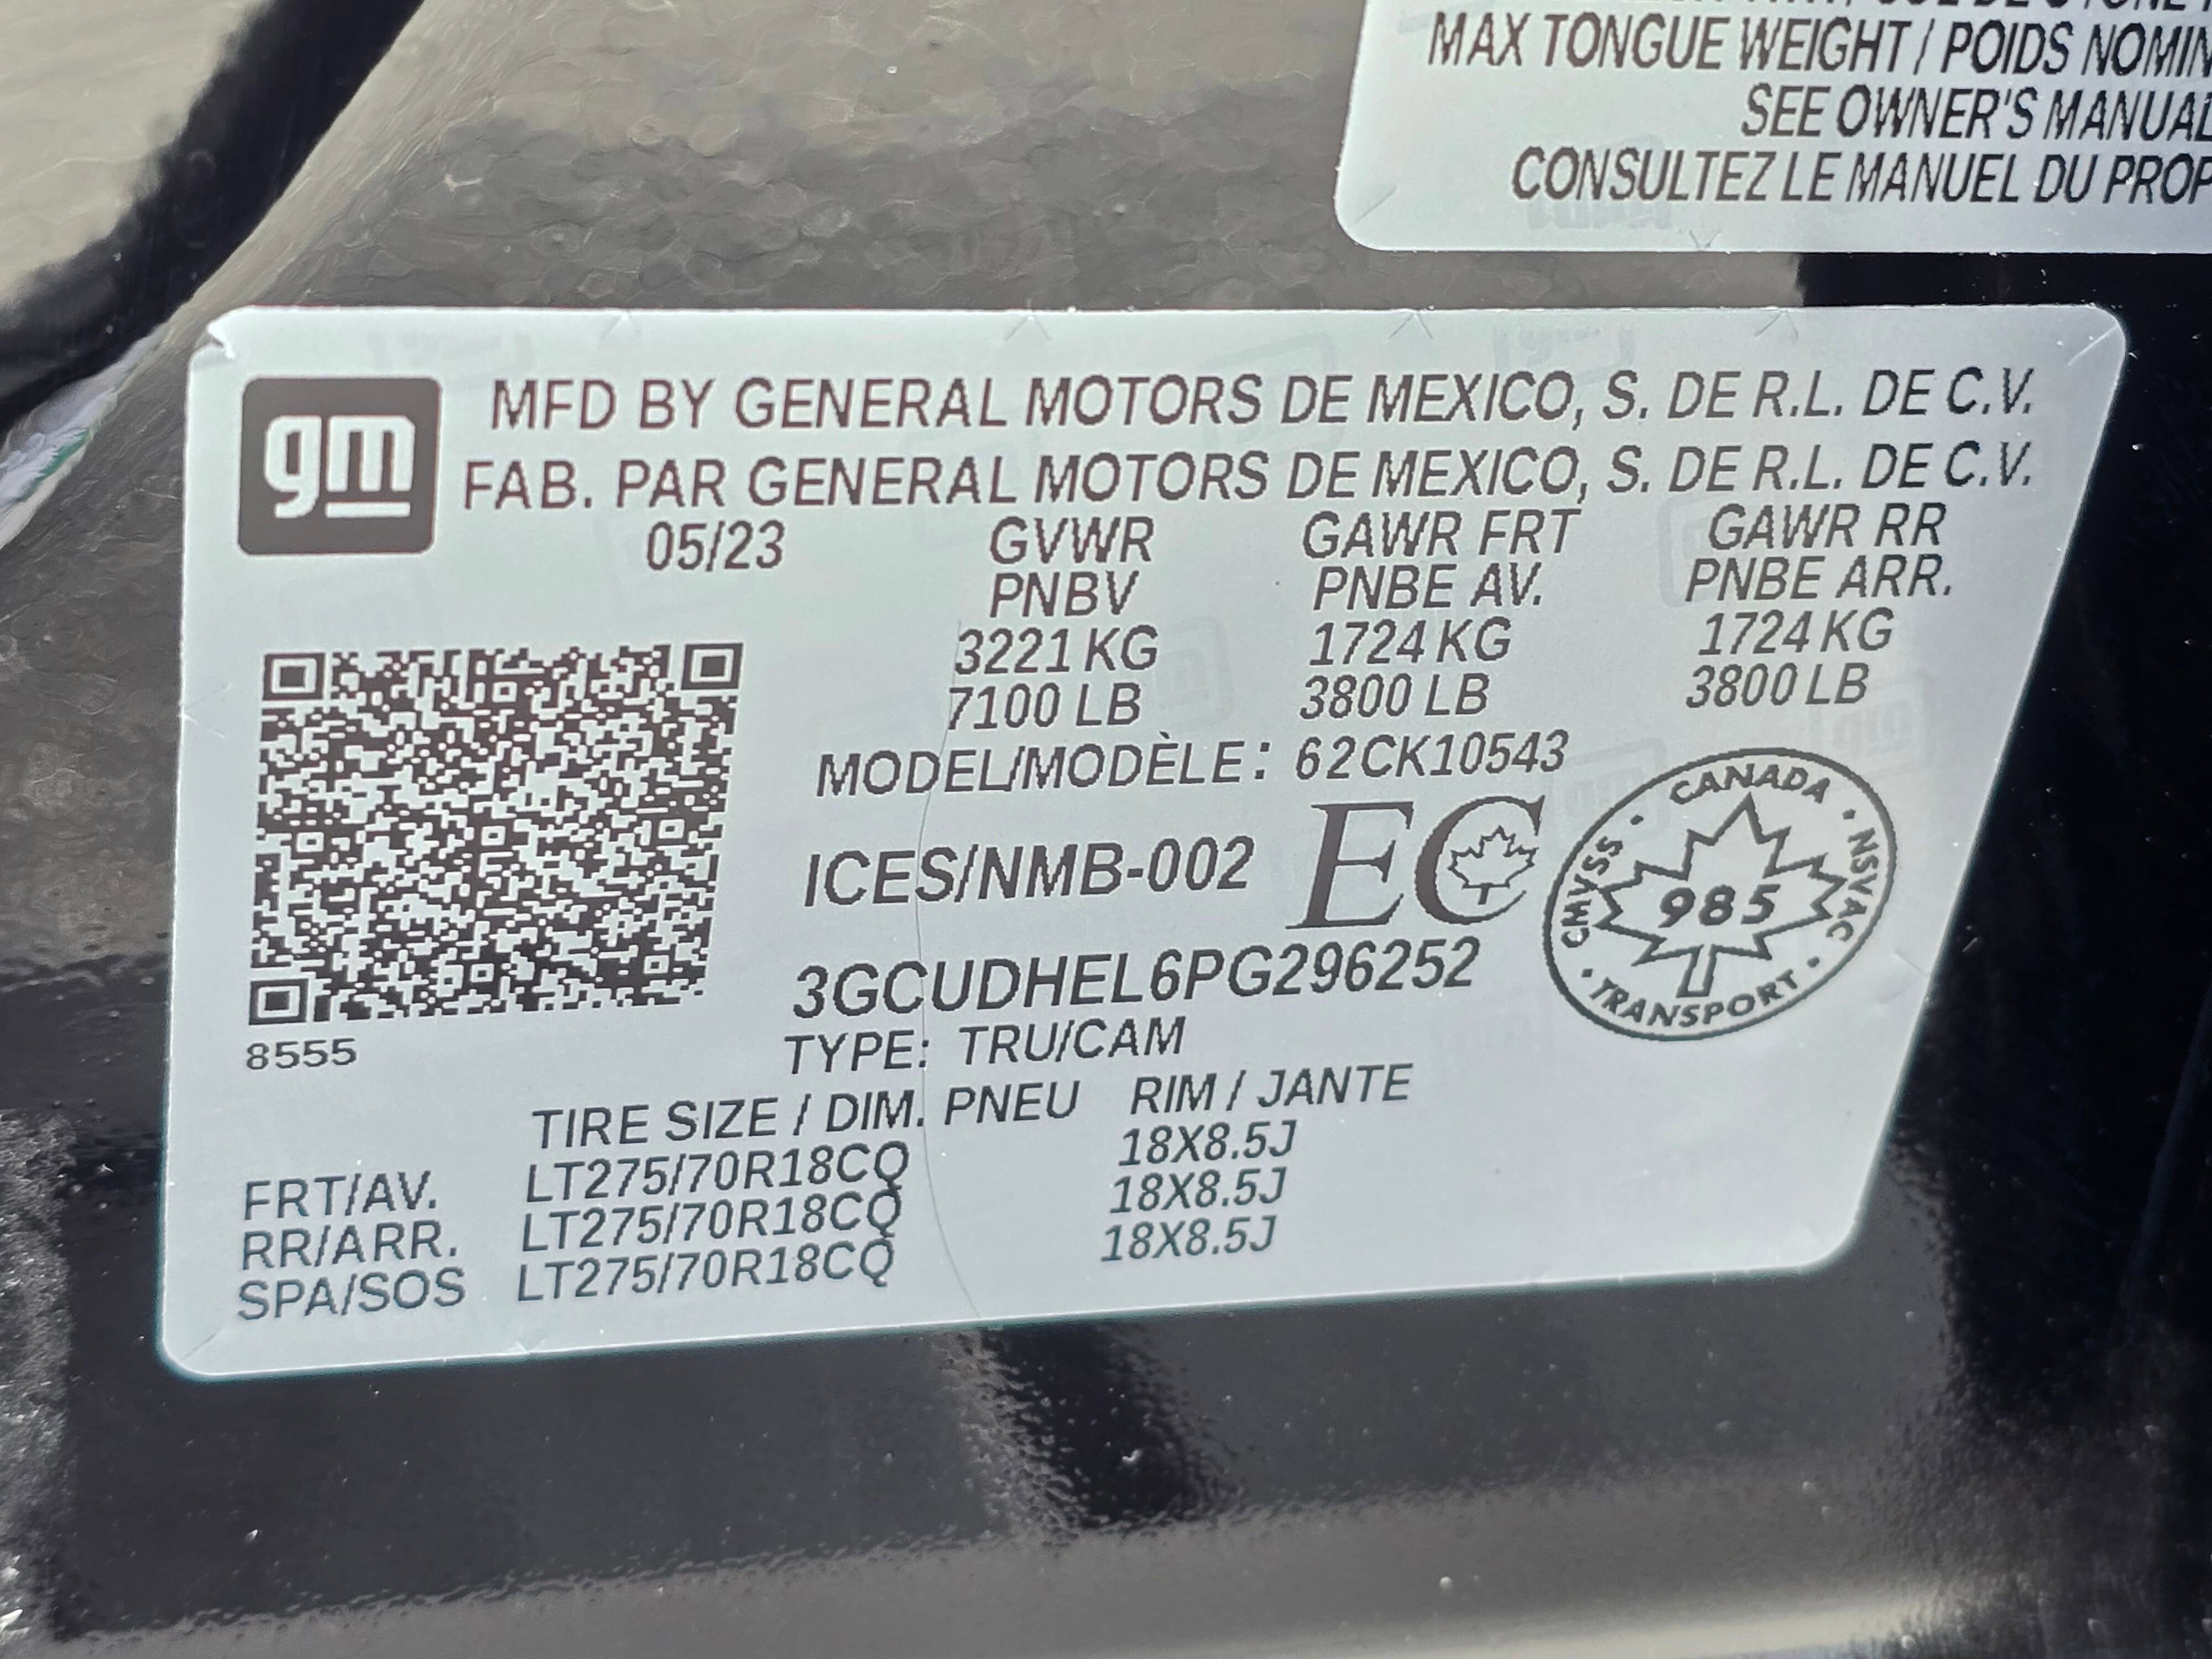 MAX TONGUE WEIGHT / POIDS
SEE OWNER'S MANUAL
CONSULTEZ LE MANUEL DU
gm
MFD BY GENERAL MOTORS DE MEXICO, S. DE R.L. DE C.V.
FAB. PAR GENERAL MOTORS DE MEXICO, S. DE R.L. DE C.V.
05/23 GVWR GAWR FRT GAWR RR
PNBV PNBE AV. PNBE ARR.
3221 KG 1724 KG 1724 KG
7100 LB 3800 LB 3800 LB
MODEL/MODÈLE: 62CK10543
ICES/NMB-002 EC
CANADA • NSVAC • TRANSPORT • CMVSS •
985
3GCUDHEL6PG296252
8555
TYPE: TRU/CAM
TIRE SIZE / DIM. PNEU RIM / JANTE
FRT/AV. LT275/70R18CQ 18X8.5J
RR/ARR. LT275/70R18CQ 18X8.5J
SPA/SOS LT275/70R18CQ 18X8.5J